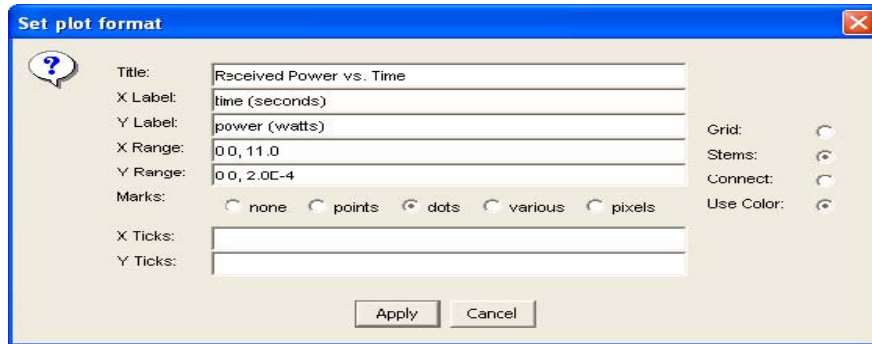 Set plot format
?
Title: Received Power vs. Time
X Label: time (seconds)
Y Label: power (watts)
X Range: 0.0, 11.0
Y Range: 0.0, 2.0E-4
Marks: none points dots various pixels
X Ticks:
Y Ticks:
Grid:
Stems:
Connect:
Use Color:
Apply Cancel